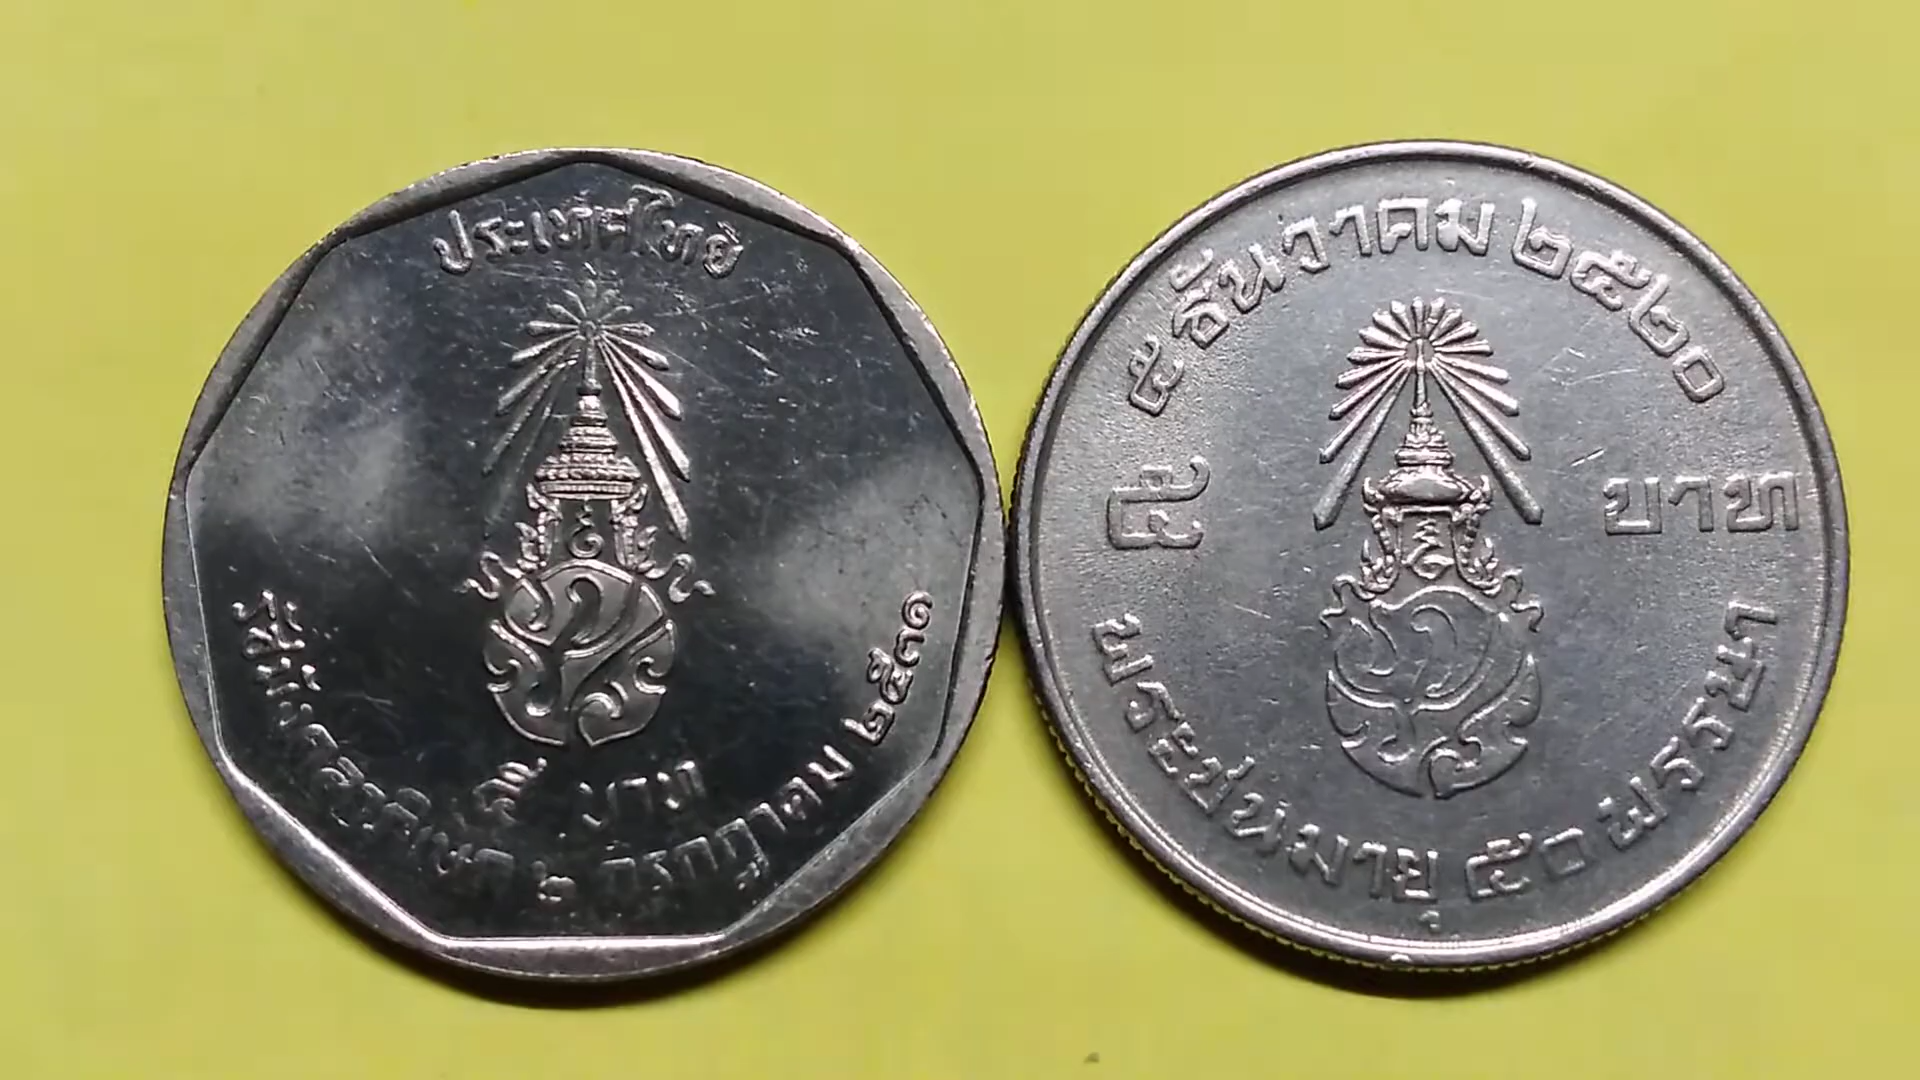 ประเทศไทย
๕ บาท
รัชมังคลาภิเษก ๒ กรกฎาคม ๒๕๓๑
๕ ธันวาคม ๒๕๒๐
๕ บาท
พระชนมายุ ๕๐ พรรษา